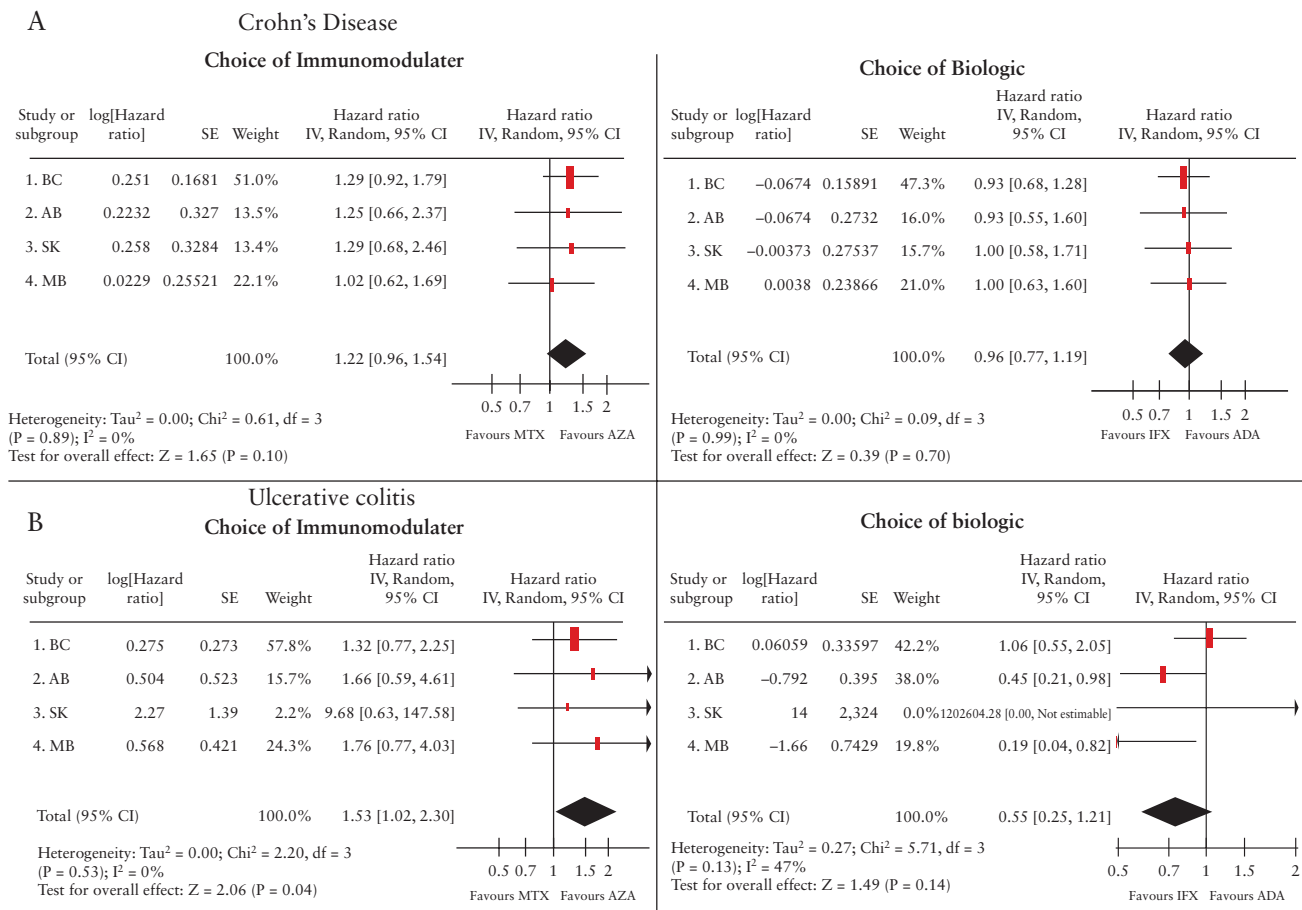 A
Crohn's Disease
Choice of Immunomodulater
Study or subgroup log[Hazard ratio] SE Weight Hazard ratio IV, Random, 95% CI Hazard ratio IV, Random, 95% CI
1. BC 0.251 0.1681 51.0% 1.29 [0.92, 1.79]
2. AB 0.2232 0.327 13.5% 1.25 [0.66, 2.37]
3. SK 0.258 0.3284 13.4% 1.29 [0.68, 2.46]
4. MB 0.0229 0.25521 22.1% 1.02 [0.62, 1.69]
Total (95% CI) 100.0% 1.22 [0.96, 1.54]
0.5 0.7 1 1.5 2
Favours MTX Favours AZA
Heterogeneity: Tau² = 0.00; Chi² = 0.61, df = 3
(P = 0.89); I² = 0%
Test for overall effect: Z = 1.65 (P = 0.10)
Choice of Biologic
Study or subgroup log[Hazard ratio] SE Weight Hazard ratio IV, Random, 95% CI Hazard ratio IV, Random, 95% CI
1. BC −0.0674 0.15891 47.3% 0.93 [0.68, 1.28]
2. AB −0.0674 0.2732 16.0% 0.93 [0.55, 1.60]
3. SK −0.00373 0.27537 15.7% 1.00 [0.58, 1.71]
4. MB 0.0038 0.23866 21.0% 1.00 [0.63, 1.60]
Total (95% CI) 100.0% 0.96 [0.77, 1.19]
0.5 0.7 1 1.5 2
Favours IFX Favours ADA
Heterogeneity: Tau² = 0.00; Chi² = 0.09, df = 3
(P = 0.99); I² = 0%
Test for overall effect: Z = 0.39 (P = 0.70)
B
Ulcerative colitis
Choice of Immunomodulater
Study or subgroup log[Hazard ratio] SE Weight Hazard ratio IV, Random, 95% CI Hazard ratio IV, Random, 95% CI
1. BC 0.275 0.273 57.8% 1.32 [0.77, 2.25]
2. AB 0.504 0.523 15.7% 1.66 [0.59, 4.61]
3. SK 2.27 1.39 2.2% 9.68 [0.63, 147.58]
4. MB 0.568 0.421 24.3% 1.76 [0.77, 4.03]
Total (95% CI) 100.0% 1.53 [1.02, 2.30]
Heterogeneity: Tau² = 0.00; Chi² = 2.20, df = 3
(P = 0.53); I² = 0%
Test for overall effect: Z = 2.06 (P = 0.04)
0.5 0.7 1 1.5 2
Favours MTX Favours AZA
Choice of biologic
Study or subgroup log[Hazard ratio] SE Weight Hazard ratio IV, Random, 95% CI Hazard ratio IV, Random, 95% CI
1. BC 0.06059 0.33597 42.2% 1.06 [0.55, 2.05]
2. AB −0.792 0.395 38.0% 0.45 [0.21, 0.98]
3. SK 14 2,324 0.0% 1202604.28 [0.00, Not estimable]
4. MB −1.66 0.7429 19.8% 0.19 [0.04, 0.82]
Total (95% CI) 100.0% 0.55 [0.25, 1.21]
Heterogeneity: Tau² = 0.27; Chi² = 5.71, df = 3
(P = 0.13); I² = 47%
Test for overall effect: Z = 1.49 (P = 0.14)
0.5 0.7 1 1.5 2
Favours IFX Favours ADA